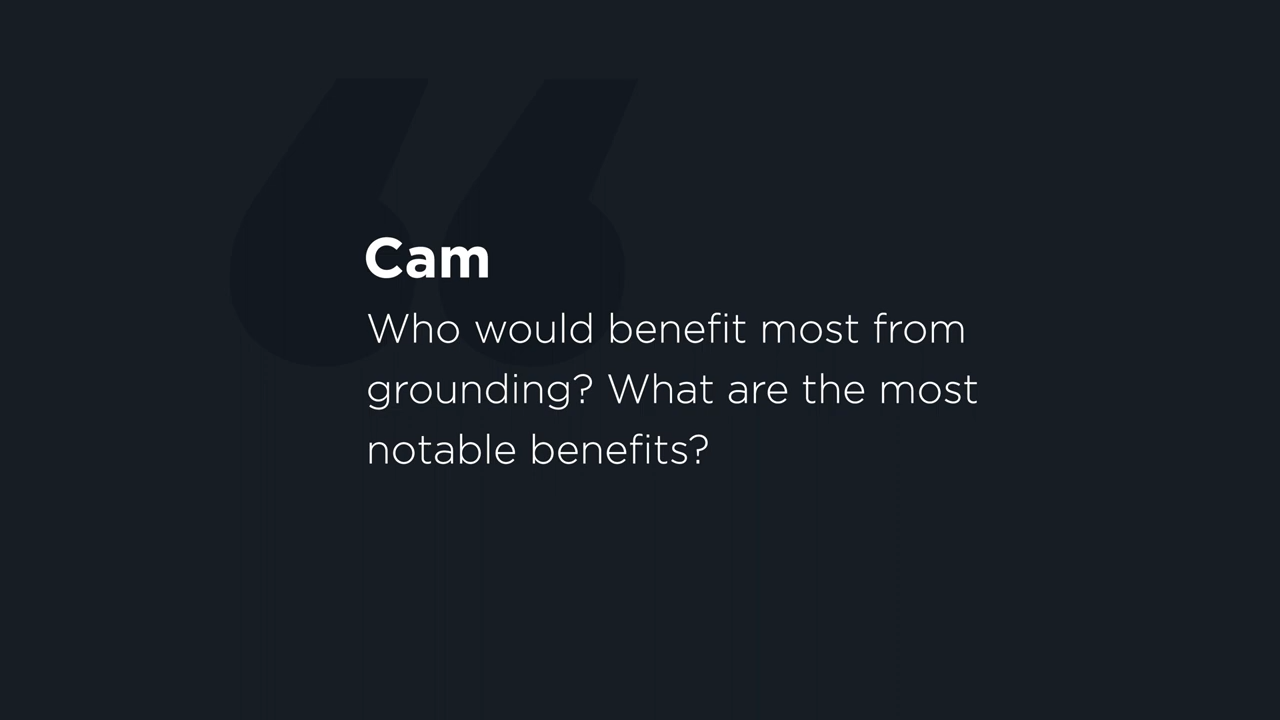 Cam
Who would benefit most from
grounding? What are the most
notable benefits?